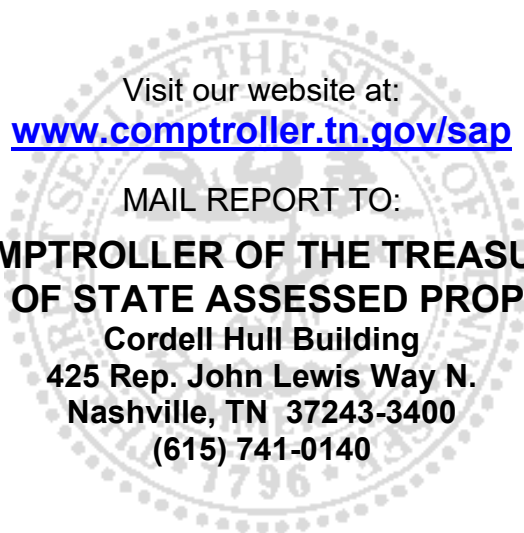 Visit our website at:
www.comptroller.tn.gov/sap
MAIL REPORT TO:
MPTROLLER OF THE TREASU
OF STATE ASSESSED PROP
Cordell Hull Building
425 Rep. John Lewis Way N.
Nashville, TN 37243-3400
(615) 741-0140
1796